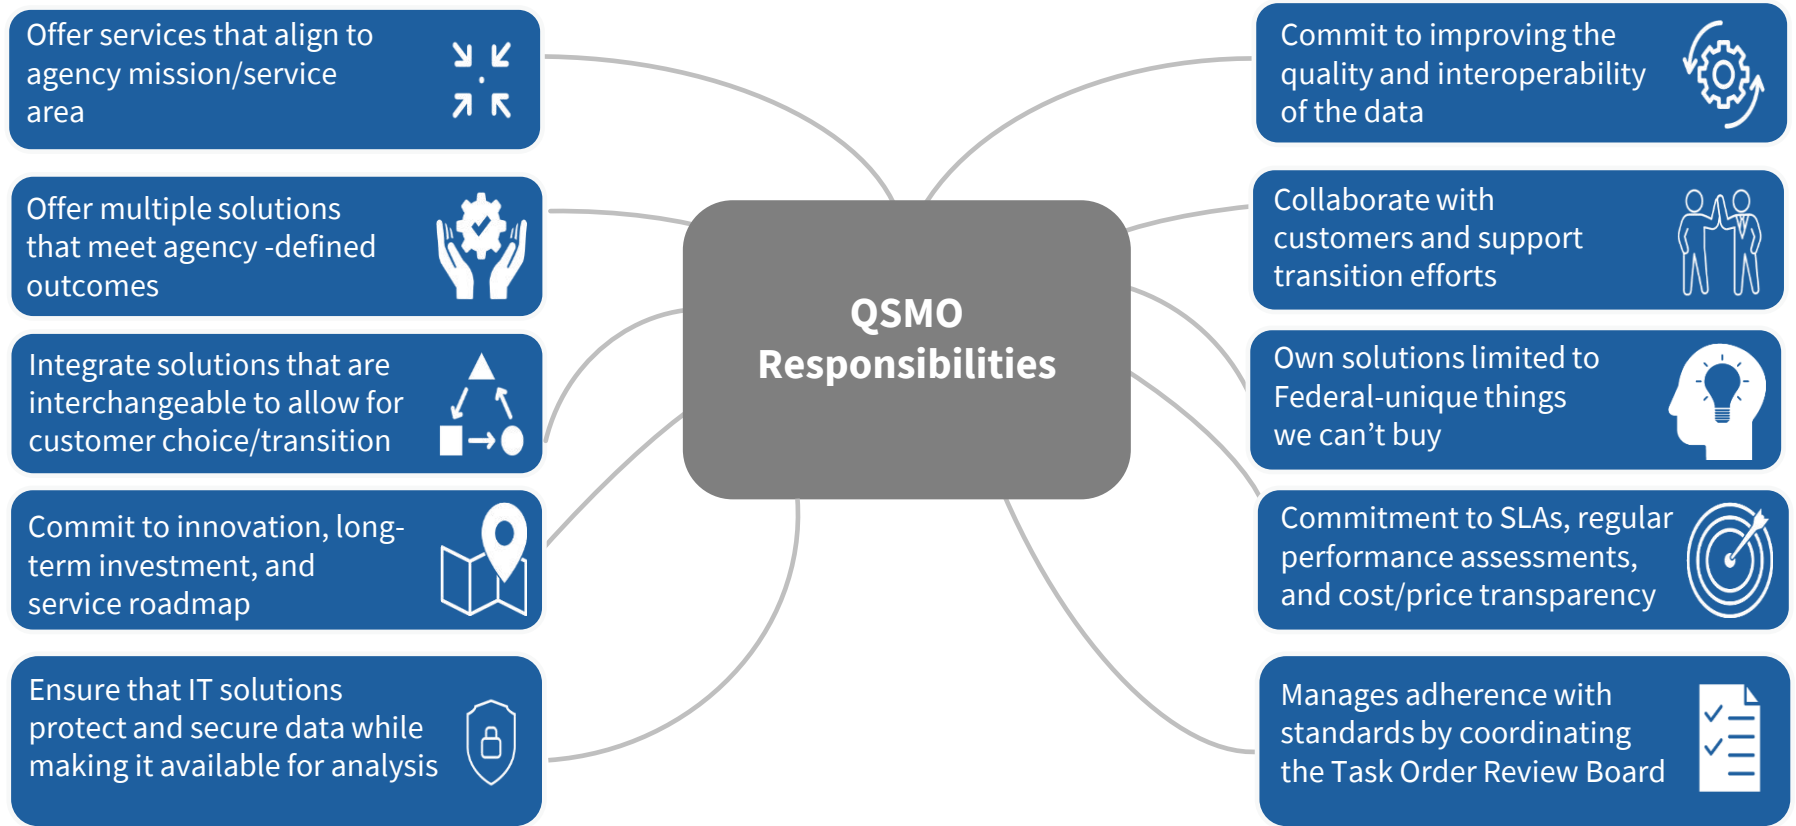 Offer services that align to
agency mission/service
area
Offer multiple solutions
that meet agency -defined
outcomes
Integrate solutions that are
interchangeable to allow for
customer choice/transition
Commit to innovation, long-
term investment, and
service roadmap
Ensure that IT solutions
protect and secure data while
making it available for analysis
QSMO
Responsibilities
Commit to improving the
quality and interoperability
of the data
Collaborate with
customers and support
transition efforts
Own solutions limited to
Federal-unique things
we can’t buy
Commitment to SLAs, regular
performance assessments,
and cost/price transparency
Manages adherence with
standards by coordinating
the Task Order Review Board